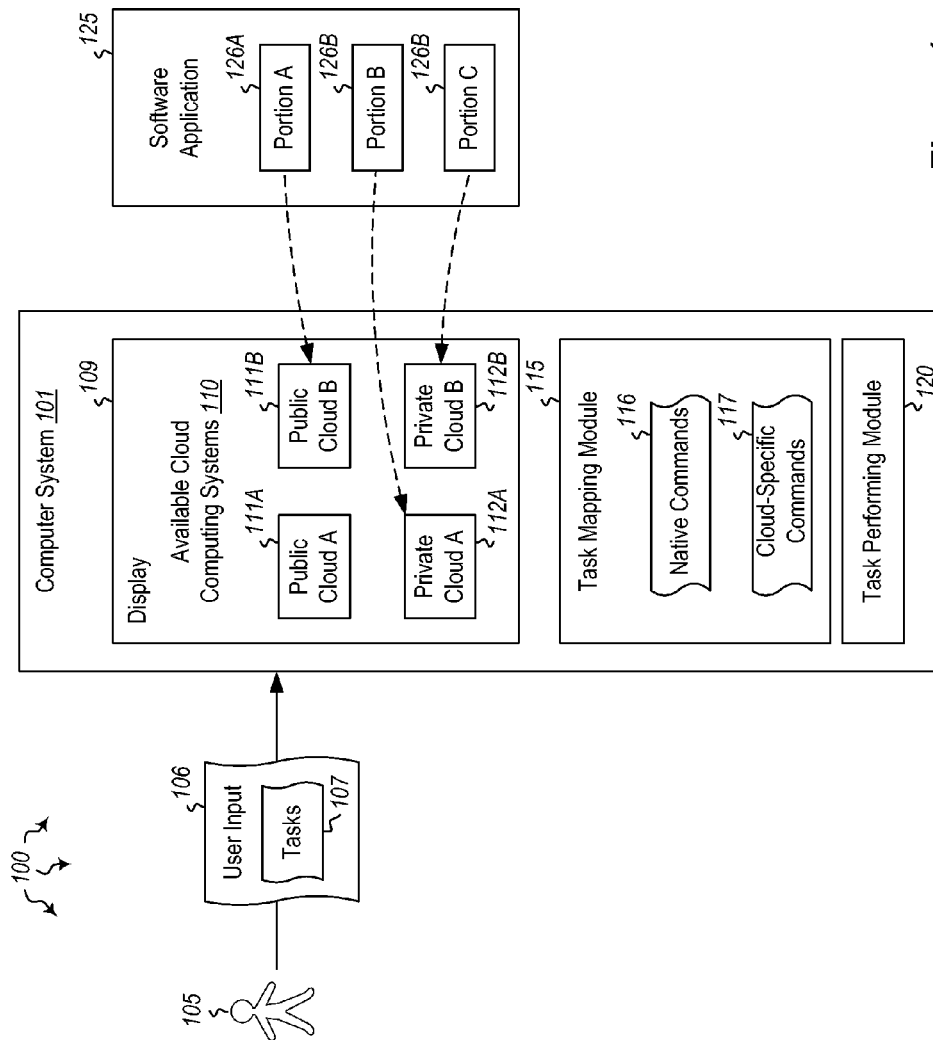 100
105
106
User Input
Tasks
107
Computer System 101
109
Display
Available Cloud
Computing Systems 110
111A
Public
Cloud A
111B
Public
Cloud B
Private
Cloud A
112A
Private
Cloud B
112B
115
Task Mapping Module
116
Native Commands
117
Cloud-Specific
Commands
Task Performing Module
120
125
Software
Application
126A
Portion A
126B
Portion B
126B
Portion C